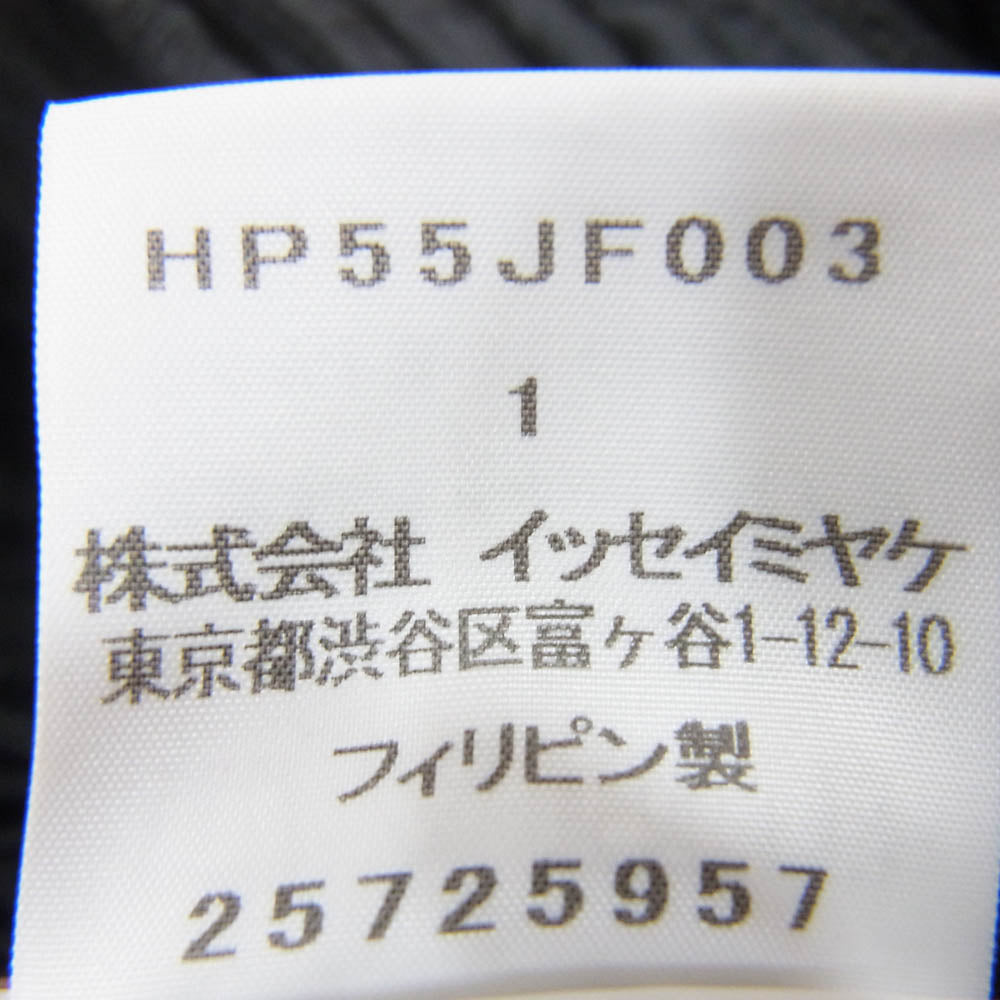 HP55JF003
1
株式会社 イッセイミヤケ
東京都渋谷区富ヶ谷1-12-10
フィリピン製
25725957